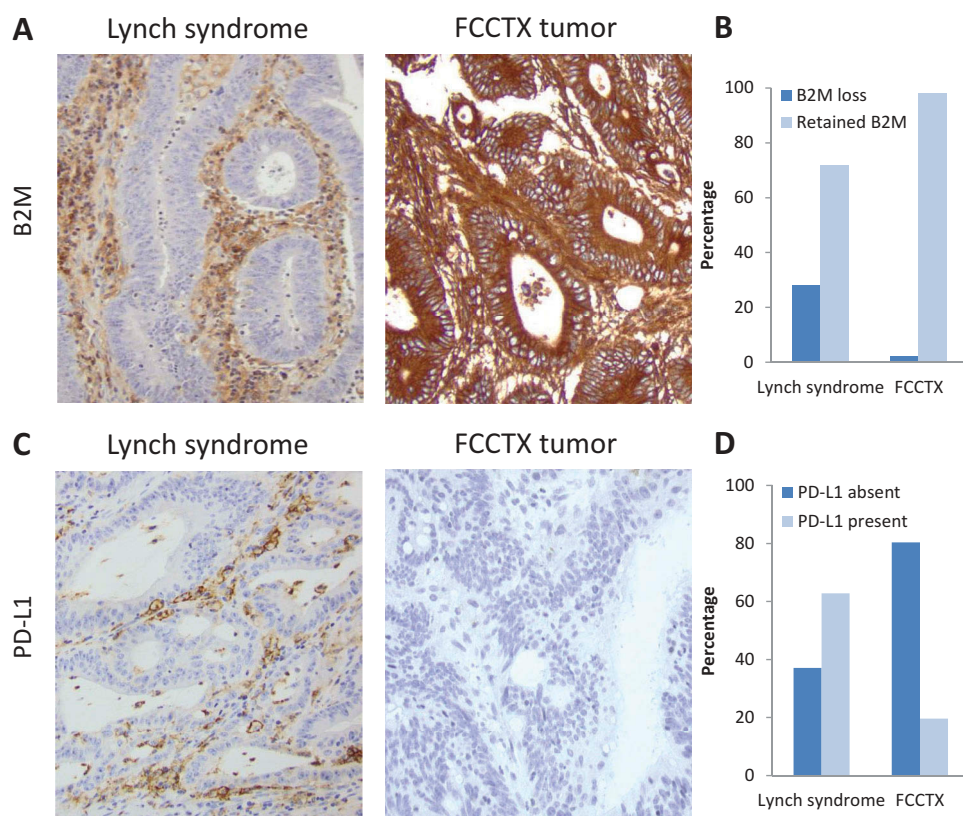 A
Lynch syndrome
FCCTX tumor
B2M
B
B2M loss
Retained B2M
100
80
60
40
20
0
Percentage
Lynch syndrome FCCTX
C
Lynch syndrome
FCCTX tumor
PD-L1
D
PD-L1 absent
PD-L1 present
100
80
60
40
20
0
Percentage
Lynch syndrome FCCTX